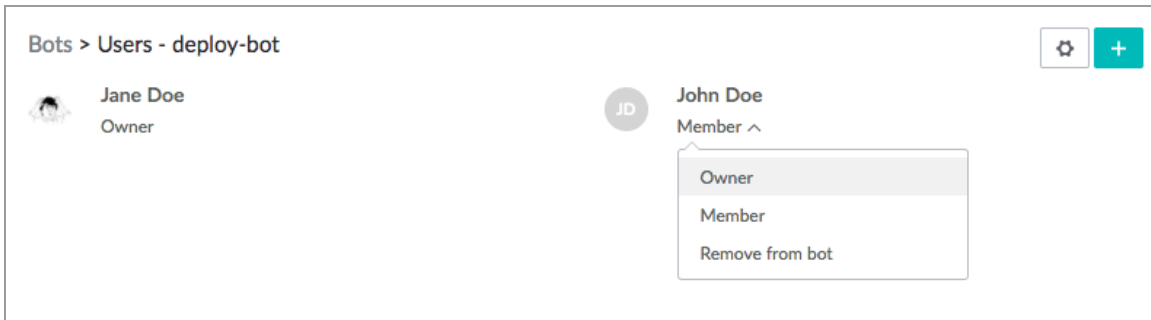 Bots > Users - deploy-bot
Jane Doe
Owner
JD
John Doe
Member
Owner
Member
Remove from bot